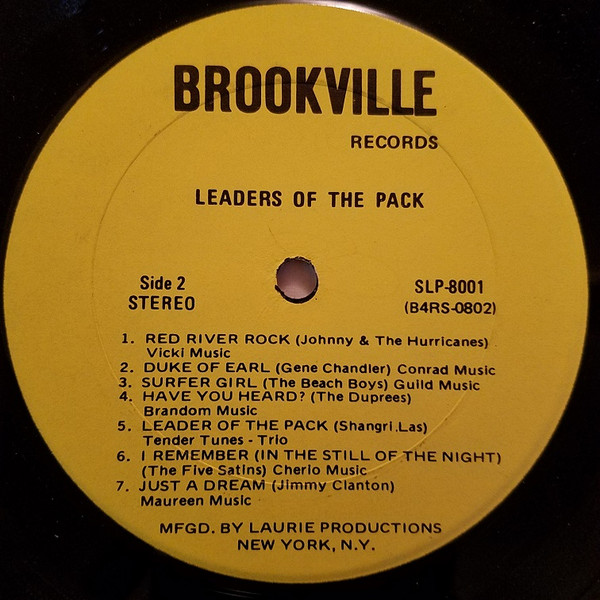 BROOKVILLE
RECORDS
LEADERS OF THE PACK
Side 2
STEREO
SLP-8001
(B4RS-0802)
1. RED RIVER ROCK (Johnny & The Hurricanes)
Vicki Music
2. DUKE OF EARL (Gene Chandler) Conrad Music
3. SURFER GIRL (The Beach Boys) Guild Music
4. HAVE YOU HEARD? (The Duprees)
Brandom Music
5. LEADER OF THE PACK (Shangri.Las)
Tender Tunes - Trio
6. I REMEMBER (IN THE STILL OF THE NIGHT)
(The Five Satins) Cherio Music
7. JUST A DREAM (Jimmy Clanton)
Maureen Music
MFGD. BY LAURIE PRODUCTIONS
NEW YORK, N.Y.